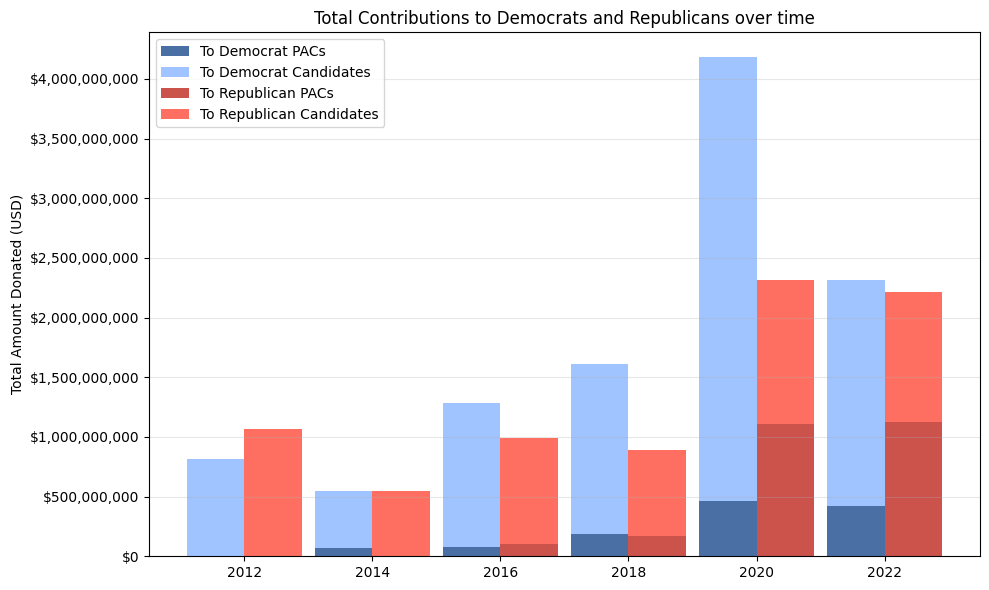 Total Contributions to Democrats and Republicans over time
To Democrat PACs
To Democrat Candidates
To Republican PACs
To Republican Candidates
Total Amount Donated (USD)
$4,000,000,000
$3,500,000,000
$3,000,000,000
$2,500,000,000
$2,000,000,000
$1,500,000,000
$1,000,000,000
$500,000,000
$0
2012 2014 2016 2018 2020 2022